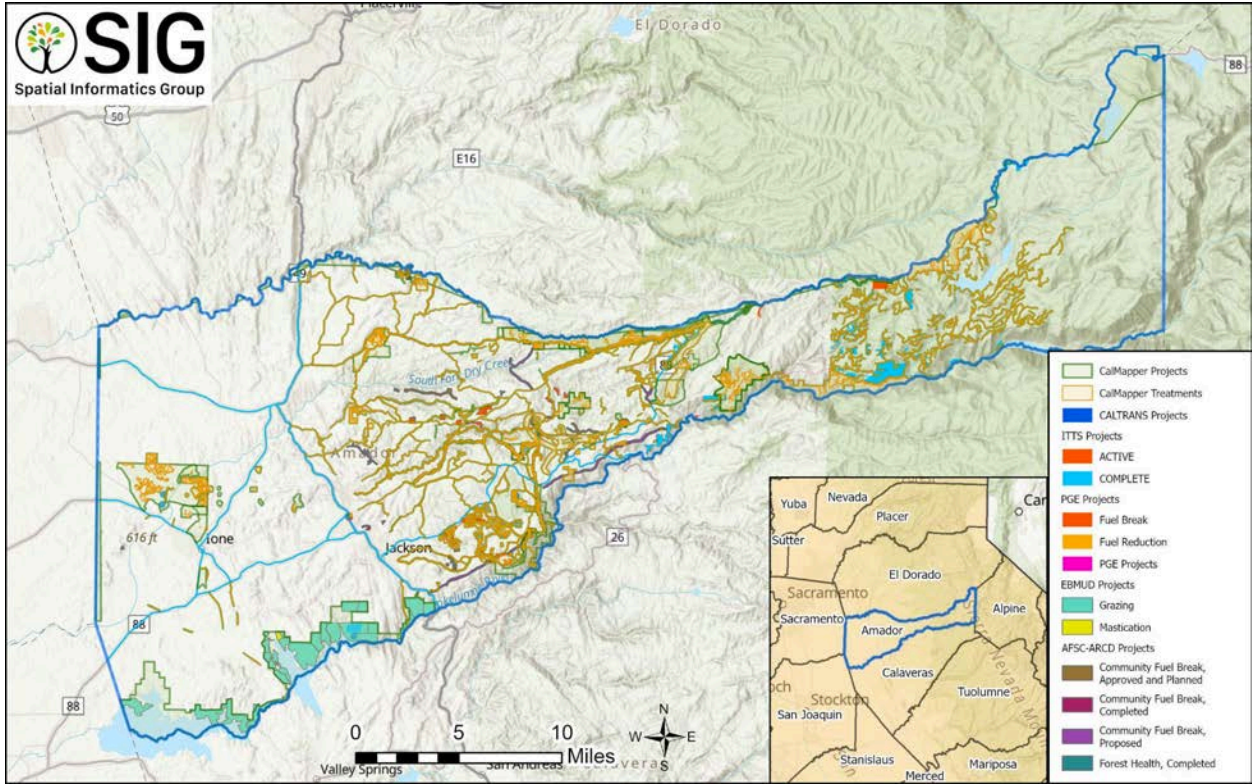 Placerville
SIG
Spatial Informatics Group
El Dorado
88
50
E16
49
South Fork Dry Creek
88
Amador
616 ft
Ione
Jackson
26
88
88
0 5 10
Miles
N
W E
S
Valley Springs
San Andreas
CalMapper Projects
CalMapper Treatments
CALTRANS Projects
ITTS Projects
ACTIVE
COMPLETE
PGE Projects
Fuel Break
Fuel Reduction
PGE Projects
EBMUD Projects
Grazing
Mastication
AFSC-ARCD Projects
Community Fuel Break,
Approved and Planned
Community Fuel Break,
Completed
Community Fuel Break,
Proposed
Forest Health, Completed
Yuba
Nevada
Placer
Sutter
El Dorado
Sacramento
Sacramento
Amador
Alpine
Calaveras
Stockton
Tuolumne
San Joaquin
Stanislaus
Merced
Mariposa